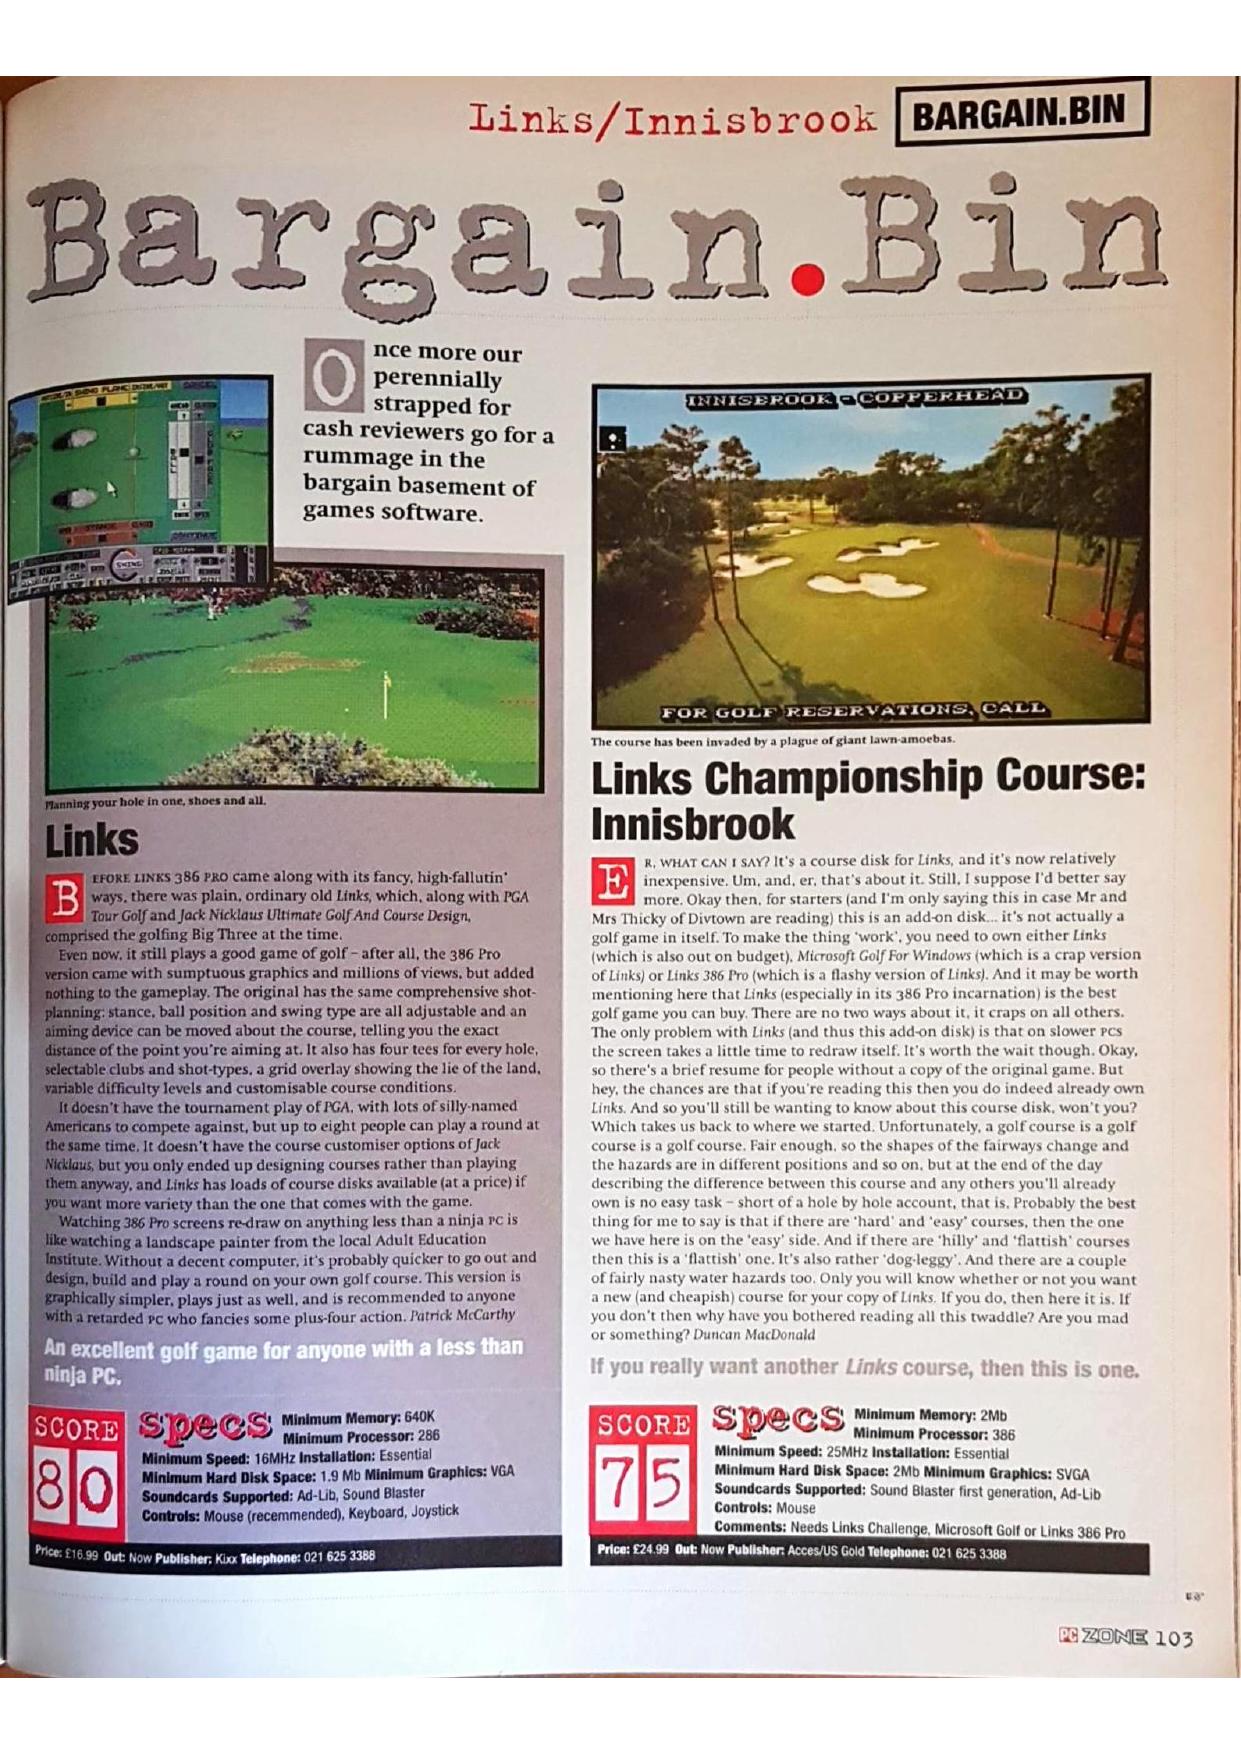 Links/Innisbrook BARGAIN.BIN
Bargain.Bin
Once more our
perennially
strapped for
cash reviewers go for a
rummage in the
bargain basement of
games software.
SWING
Planning your hole in one, shoes and all.
Links
BEFORE LINKS 386 PRO came along with its fancy, high-fallutin'
ways, there was plain, ordinary old Links, which, along with PGA
Tour Golf and Jack Nicklaus Ultimate Golf And Course Design,
comprised the golfing Big Three at the time.
Even now, it still plays a good game of golf – after all, the 386 Pro
version came with sumptuous graphics and millions of views, but added
nothing to the gameplay. The original has the same comprehensive shot-
planning: stance, ball position and swing type are all adjustable and an
aiming device can be moved about the course, telling you the exact
distance of the point you're aiming at. It also has four tees for every hole,
selectable clubs and shot-types, a grid overlay showing the lie of the land,
variable difficulty levels and customisable course conditions.
It doesn't have the tournament play of PGA, with lots of silly-named
Americans to compete against, but up to eight people can play a round at
the same time. It doesn't have the course customiser options of Jack
Nicklaus, but you only ended up designing courses rather than playing
them anyway, and Links has loads of course disks available (at a price) if
you want more variety than the one that comes with the game.
Watching 386 Pro screens re-draw on anything less than a ninja PC is
like watching a landscape painter from the local Adult Education
Institute. Without a decent computer, it's probably quicker to go out and
design, build and play a round on your own golf course. This version is
graphically simpler, plays just as well, and is recommended to anyone
with a retarded PC who fancies some plus-four action. Patrick McCarthy
An excellent golf game for anyone with a less than
ninja PC.
SCORE
80
specs Minimum Memory: 640K
Minimum Processor: 286
Minimum Speed: 16MHz Installation: Essential
Minimum Hard Disk Space: 1.9 Mb Minimum Graphics: VGA
Soundcards Supported: Ad-Lib, Sound Blaster
Controls: Mouse (recommended), Keyboard, Joystick
Price: £16.99 Out: Now Publisher: Kixx Telephone: 021 625 3388
INNISBROOK - COPPERHEAD
FOR GOLF RESERVATIONS, CALL
The course has been invaded by a plague of giant lawn-amoebas.
Links Championship Course:
Innisbrook
ER, WHAT CAN I SAY? It's a course disk for Links, and it's now relatively
inexpensive. Um, and, er, that's about it. Still, I suppose I'd better say
more. Okay then, for starters (and I'm only saying this in case Mr and
Mrs Thicky of Divtown are reading) this is an add-on disk... it's not actually a
golf game in itself. To make the thing 'work', you need to own either Links
(which is also out on budget), Microsoft Golf For Windows (which is a crap version
of Links) or Links 386 Pro (which is a flashy version of Links). And it may be worth
mentioning here that Links (especially in its 386 Pro incarnation) is the best
golf game you can buy. There are no two ways about it, it craps on all others.
The only problem with Links (and thus this add-on disk) is that on slower PCs
the screen takes a little time to redraw itself. It's worth the wait though. Okay,
so there's a brief resume for people without a copy of the original game. But
hey, the chances are that if you're reading this then you do indeed already own
Links. And so you'll still be wanting to know about this course disk, won't you?
Which takes us back to where we started. Unfortunately, a golf course is a golf
course is a golf course. Fair enough, so the shapes of the fairways change and
the hazards are in different positions and so on, but at the end of the day
describing the difference between this course and any others you'll already
own is no easy task – short of a hole by hole account, that is. Probably the best
thing for me to say is that if there are 'hard' and 'easy' courses, then the one
we have here is on the 'easy' side. And if there are 'hilly' and 'flattish' courses
then this is a 'flattish' one. It's also rather 'dog-leggy'. And there are a couple
of fairly nasty water hazards too. Only you will know whether or not you want
a new (and cheapish) course for your copy of Links. If you do, then here it is. If
you don't then why have you bothered reading all this twaddle? Are you mad
or something? Duncan MacDonald
If you really want another Links course, then this is one.
SCORE
75
specs Minimum Memory: 2Mb
Minimum Processor: 386
Minimum Speed: 25MHz Installation: Essential
Minimum Hard Disk Space: 2Mb Minimum Graphics: SVGA
Soundcards Supported: Sound Blaster first generation, Ad-Lib
Controls: Mouse
Comments: Needs Links Challenge, Microsoft Golf or Links 386 Pro
Price: £24.99 Out: Now Publisher: Acces/US Gold Telephone: 021 625 3388
PC ZONE 103